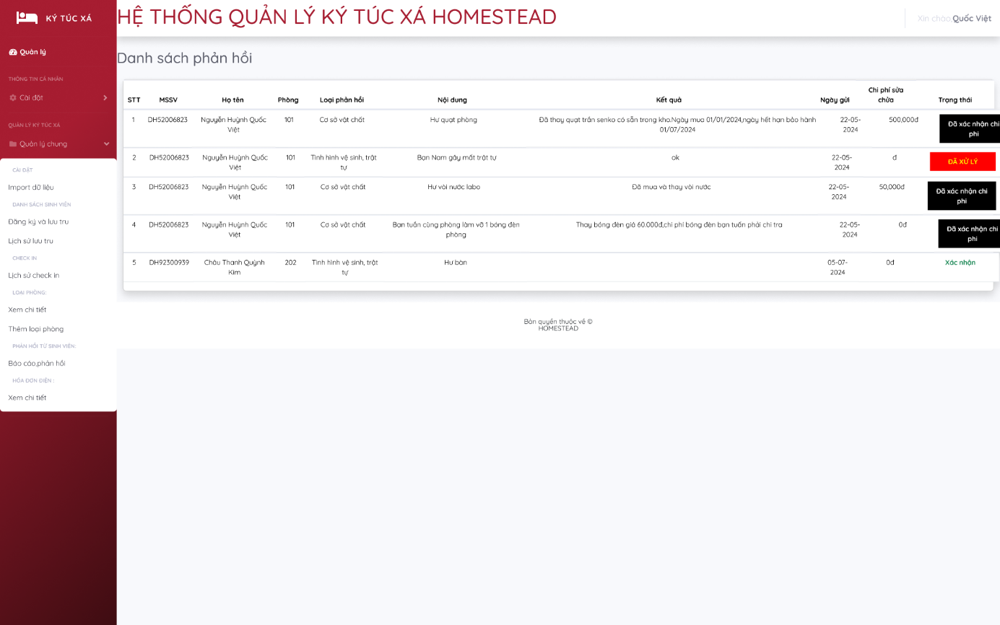 KÝ TÚC XÁ
HỆ THỐNG QUẢN LÝ KÝ TÚC XÁ HOMESTEAD
Xin chào,Quốc Việt
Quản lý
THÔNG TIN CÁ NHÂN
Cài đặt
QUẢN LÝ KÝ TÚC XÁ
Quản lý chung
CÀI ĐẶT
Import dữ liệu
DANH SÁCH SINH VIÊN
Đăng ký và lưu tru
Lịch sử lưu tru
CHECK IN
Lịch sử check in
LOẠI PHÒNG:
Xem chi tiết
Thêm loại phòng
PHẢN HỒI TỪ SINH VIÊN:
Báo cáo,phản hồi
HÓA ĐƠN ĐIỆN :
Xem chi tiết
Danh sách phản hồi
STT MSSV Họ tên Phòng Loại phản hồi Nội dung Kết quả Ngày gửi Chi phí sửa chửa Trạng thái
1 DH52006823 Nguyễn Huỳnh Quốc Việt 101 Cơ sở vật chất Hư quạt phòng Đã thay quạt trần senko có sẵn trong kho.Ngày mua 01/01/2024,ngày hết hạn bảo hành 01/07/2024 22-05-2024 500,000đ Đã xác nhận chi phi
2 DH52006823 Nguyễn Huỳnh Quốc Việt 101 Tình hình vệ sinh, trật tự Bạn Nam gây mất trật tự ok 22-05-2024 đ ĐÃ XỬ LÝ
3 DH52006823 Nguyễn Huỳnh Quốc Việt 101 Cơ sở vật chất Hư vòi nước labo Đã mua và thay vòi nước 22-05-2024 50,000đ Đã xác nhận chi phi
4 DH52006823 Nguyễn Huỳnh Quốc Việt 101 Cơ sở vật chất Bạn tuấn cùng phòng làm vỡ 1 bóng đèn phòng Thay bóng đèn giá 60.000đ,chi phí bóng đèn bạn tuấn phải chi tra 22-05-2024 0đ Đã xác nhận chi phi
5 DH92300939 Châu Thanh Quỳnh Kim 202 Tình hình vệ sinh, trật tự Hư bàn 05-07-2024 0đ Xác nhận
Bản quyền thuộc về ©
HOMESTEAD